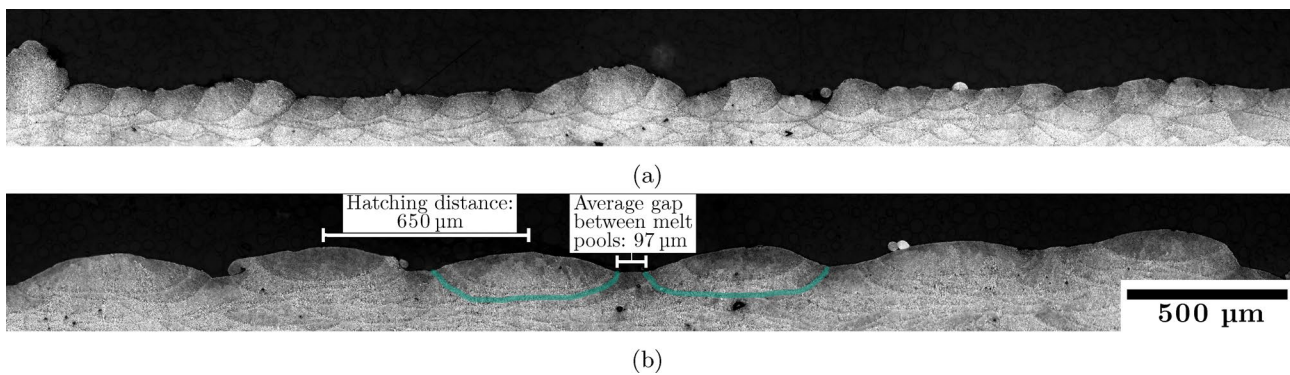 (a)
Hatching distance:
650 µm
Average gap
between melt
pools: 97 µm
500 µm
(b)